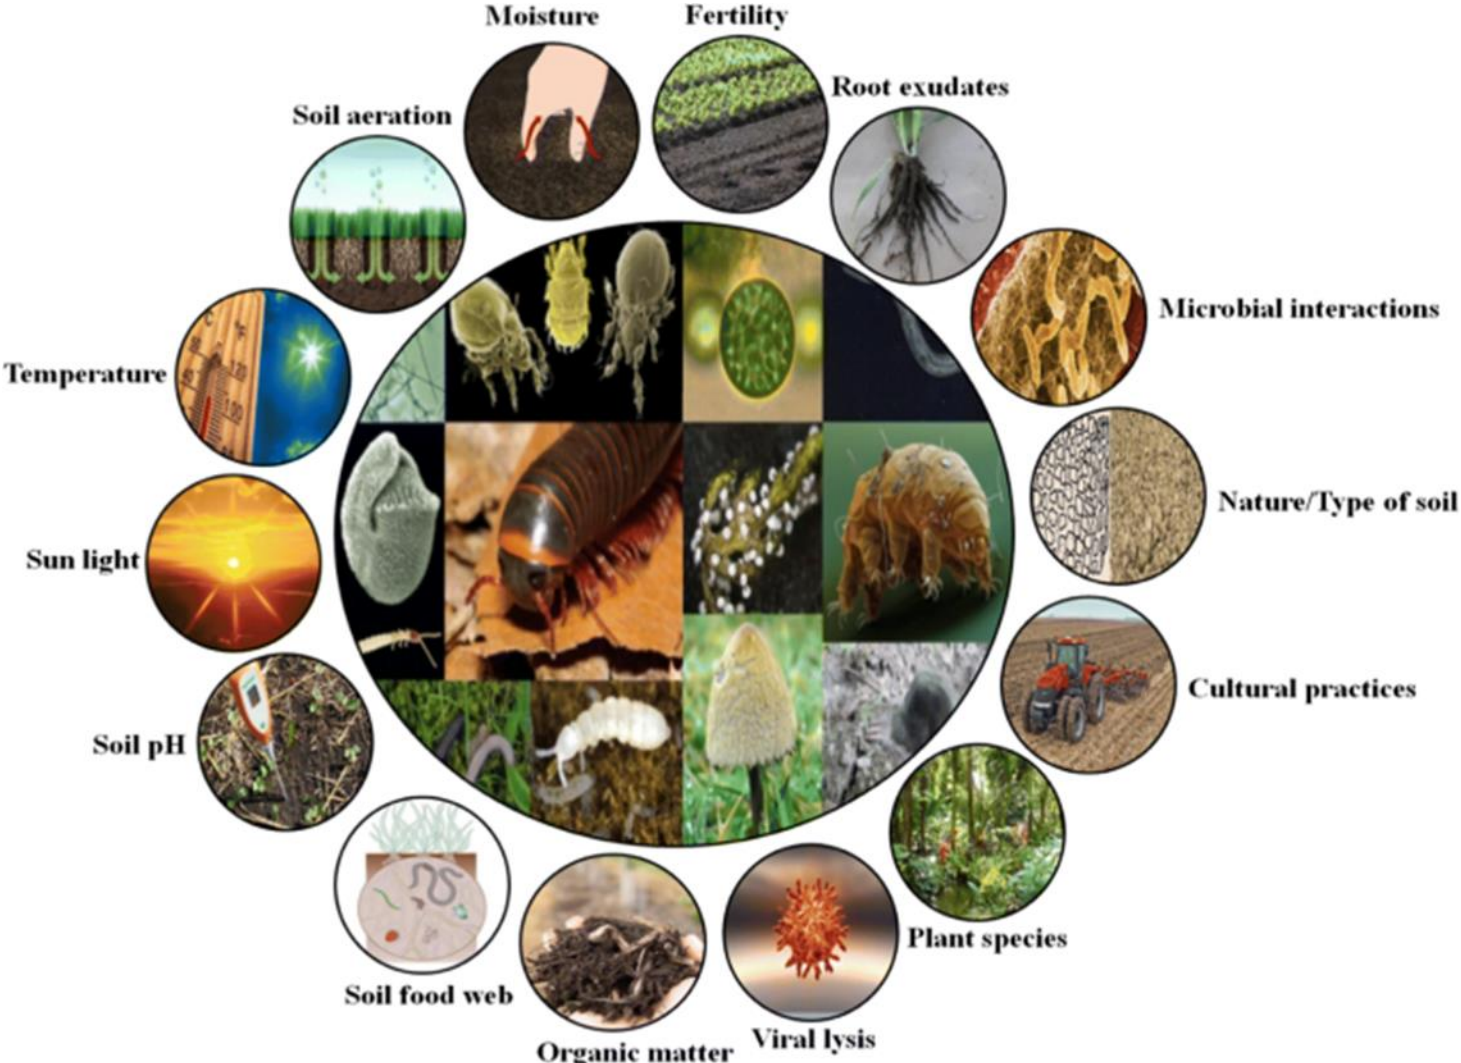 Moisture
Fertility
Root exudates
Soil aeration
Microbial interactions
Temperature
Nature/Type of soil
Sun light
Cultural practices
Soil pH
Plant species
Soil food web
Viral lysis
Organic matter